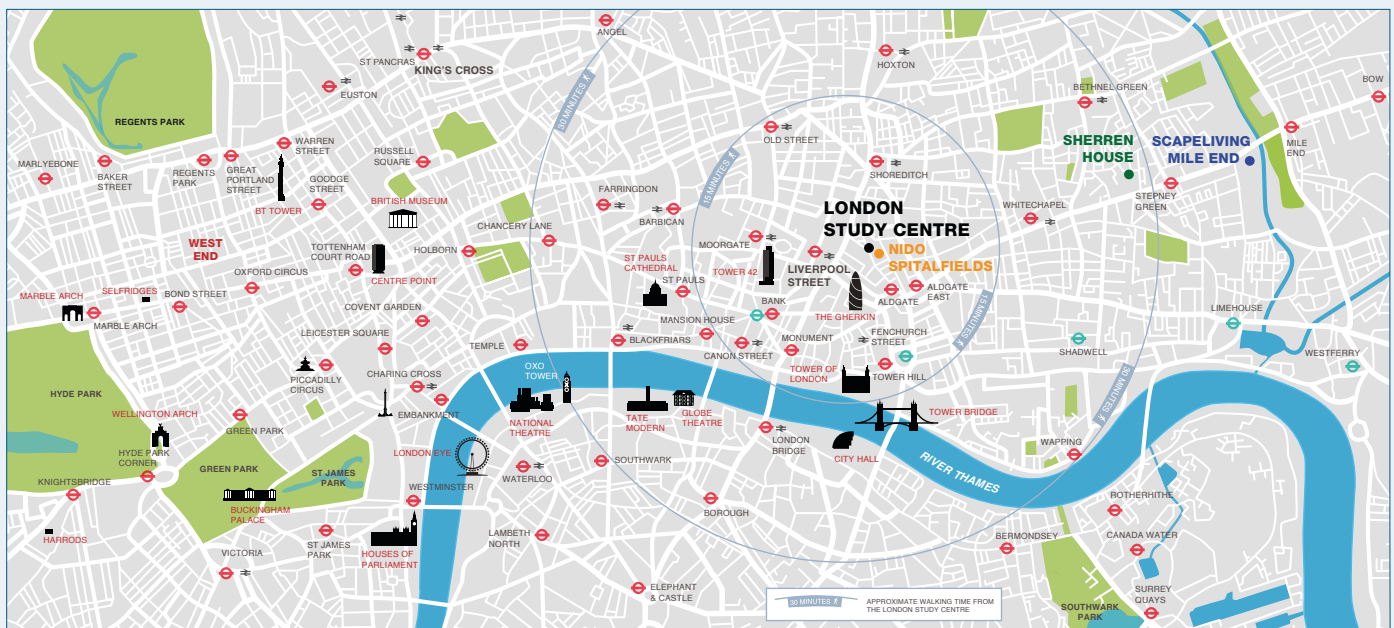 ANGEL
ST PANCRAS
KING'S CROSS
HOXTON
EUSTON
30 MINUTES
BETHNEL GREEN
BOW
REGENTS PARK
OLD STREET
SHERREN
HOUSE
SCAPELIVING
MILE END
MILE
END
MARLYEBONE
BAKER
STREET
REGENTS
PARK
GREAT
PORTLAND
STREET
WARREN
STREET
GOODGE
STREET
BT TOWER
RUSSELL
SQUARE
BRITISH MUSEUM
FARRINGDON
BARBICAN
15 MINUTES
SHOREDITCH
STEPNEY
GREEN
WHITECHAPEL
LONDON
STUDY CENTRE
NIDO
SPITALFIELDS
CHANCERY LANE
HOLBORN
WEST
END
TOTTENHAM
COURT ROAD
CENTRE POINT
OXFORD CIRCUS
MOORGATE
TOWER 42
LIVERPOOL
STREET
ST PAULS
CATHEDRAL
ST PAULS
MARBLE ARCH
SELFRIDGES
BOND STREET
MARBLE ARCH
COVENT GARDEN
LEICESTER SQUARE
BANK
THE GHERKIN
ALDGATE
ALDGATE
EAST
MANSION HOUSE
CANON STREET
MONUMENT
FENCHURCH
STREET
15 MINUTES
LIMEHOUSE
SHADWELL
WESTFERRY
TEMPLE
BLACKFRIARS
PICCADILLY
CIRCUS
CHARING CROSS
EMBANKMENT
OXO
TOWER
TOWER OF
LONDON
TOWER HILL
30 MINUTES
HYDE PARK
WELLINGTON ARCH
GREEN PARK
NATIONAL
THEATRE
TATE
MODERN
GLOBE
THEATRE
TOWER BRIDGE
LONDON
BRIDGE
CITY HALL
RIVER THAMES
WAPPING
HYDE PARK
CORNER
GREEN PARK
ST JAMES
PARK
LONDON EYE
WATERLOO
SOUTHWARK
KNIGHTSBRIDGE
BUCKINGHAM
PALACE
WESTMINSTER
BOROUGH
ROTHERHITHE
HARRODS
VICTORIA
ST JAMES
PARK
HOUSES OF
PARLIAMENT
LAMBETH
NORTH
BERMONDSEY
CANADA WATER
ELEPHANT
& CASTLE
SURREY
QUAYS
SOUTHWARK
PARK
30 MINUTES
APPROXIMATE WALKING TIME FROM
THE LONDON STUDY CENTRE